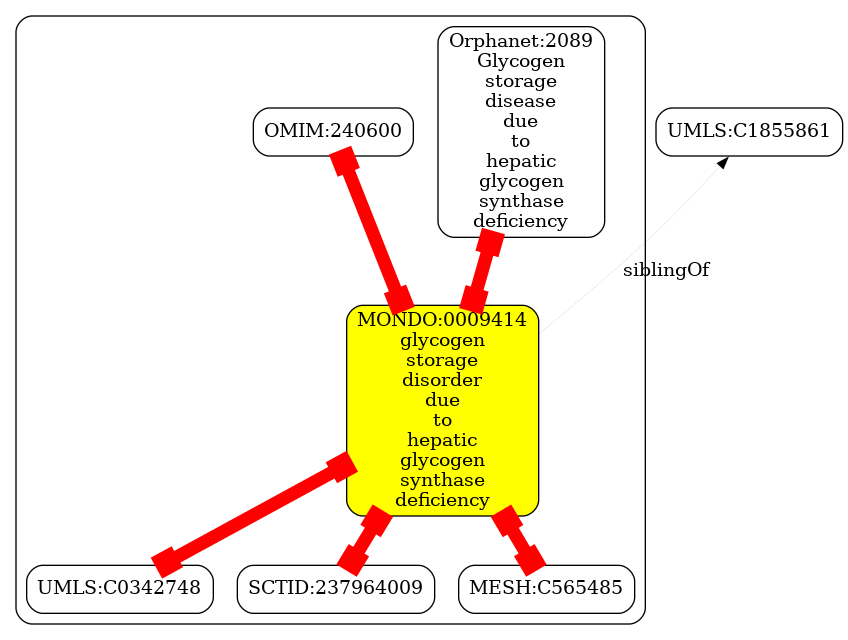 Orphanet:2089
Glycogen
storage
disease
due
to
hepatic
glycogen
synthase
deficiency
OMIM:240600
UMLS:C1855861
siblingOf
MONDO:0009414
glycogen
storage
disorder
due
to
hepatic
glycogen
synthase
deficiency
UMLS:C0342748
SCTID:237964009
MESH:C565485